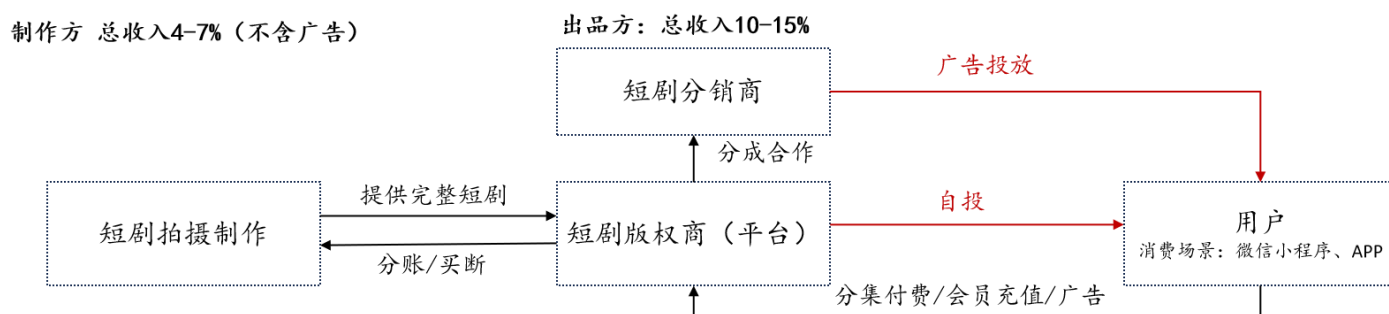 制作方 总收入4-7%（不含广告）
出品方：总收入10-15%
广告投放
短剧分销商
分成合作
提供完整短剧
自投
用户
短剧拍摄制作
短剧版权商（平台）
消费场景：微信小程序、APP
分账/买断
分集付费/会员充值/广告